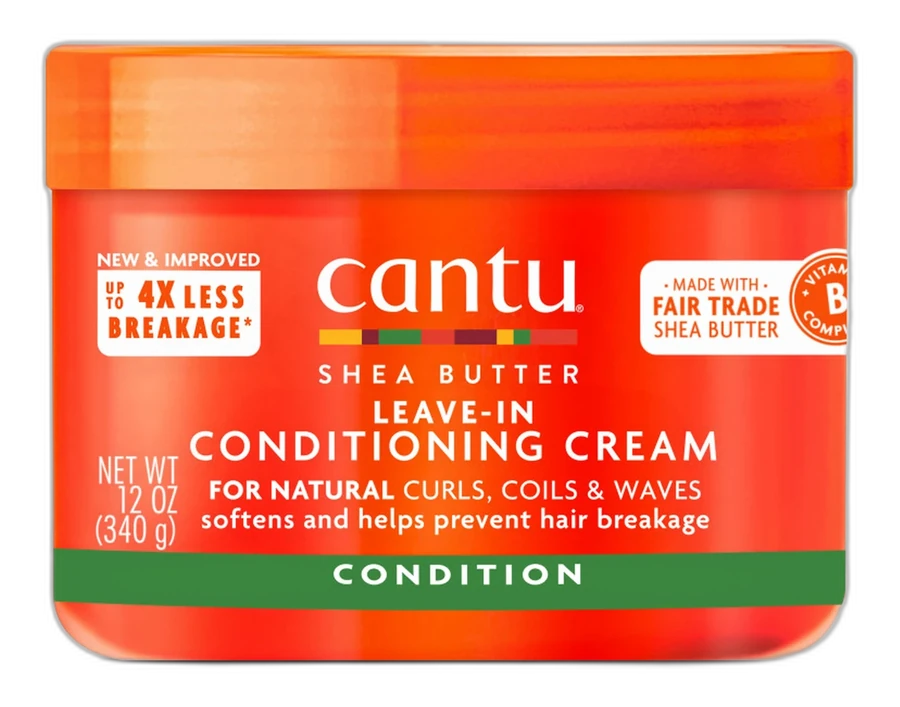 NEW & IMPROVED
UP TO 4X LESS
BREAKAGE*
cantu®
SHEA BUTTER
LEAVE-IN
CONDITIONING CREAM
FOR NATURAL CURLS, COILS & WAVES
softens and helps prevent hair breakage
NET WT
12 OZ
(340 g)
· MADE WITH ·
FAIR TRADE
SHEA BUTTER
B
CONDITION